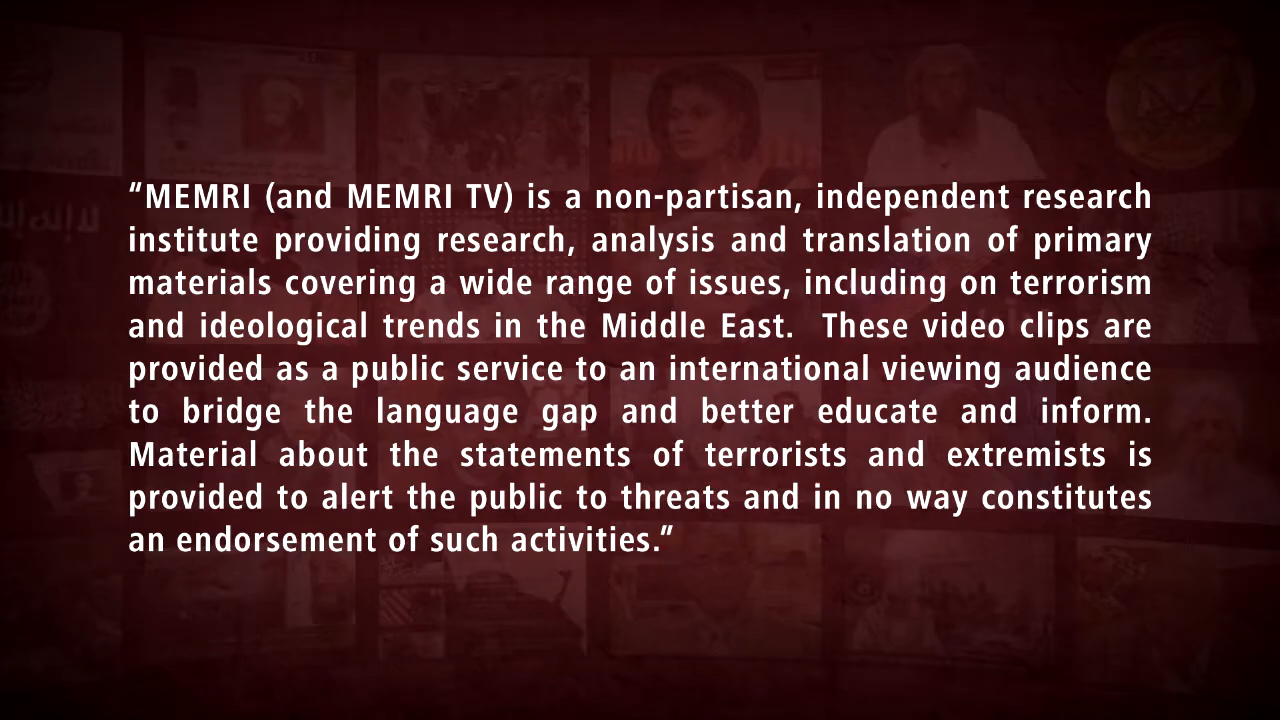 “MEMRI (and MEMRI TV) is a non-partisan, independent research
institute providing research, analysis and translation of primary
materials covering a wide range of issues, including on terrorism
and ideological trends in the Middle East. These video clips are
provided as a public service to an international viewing audience
to bridge the language gap and better educate and inform.
Material about the statements of terrorists and extremists is
provided to alert the public to threats and in no way constitutes
an endorsement of such activities.”